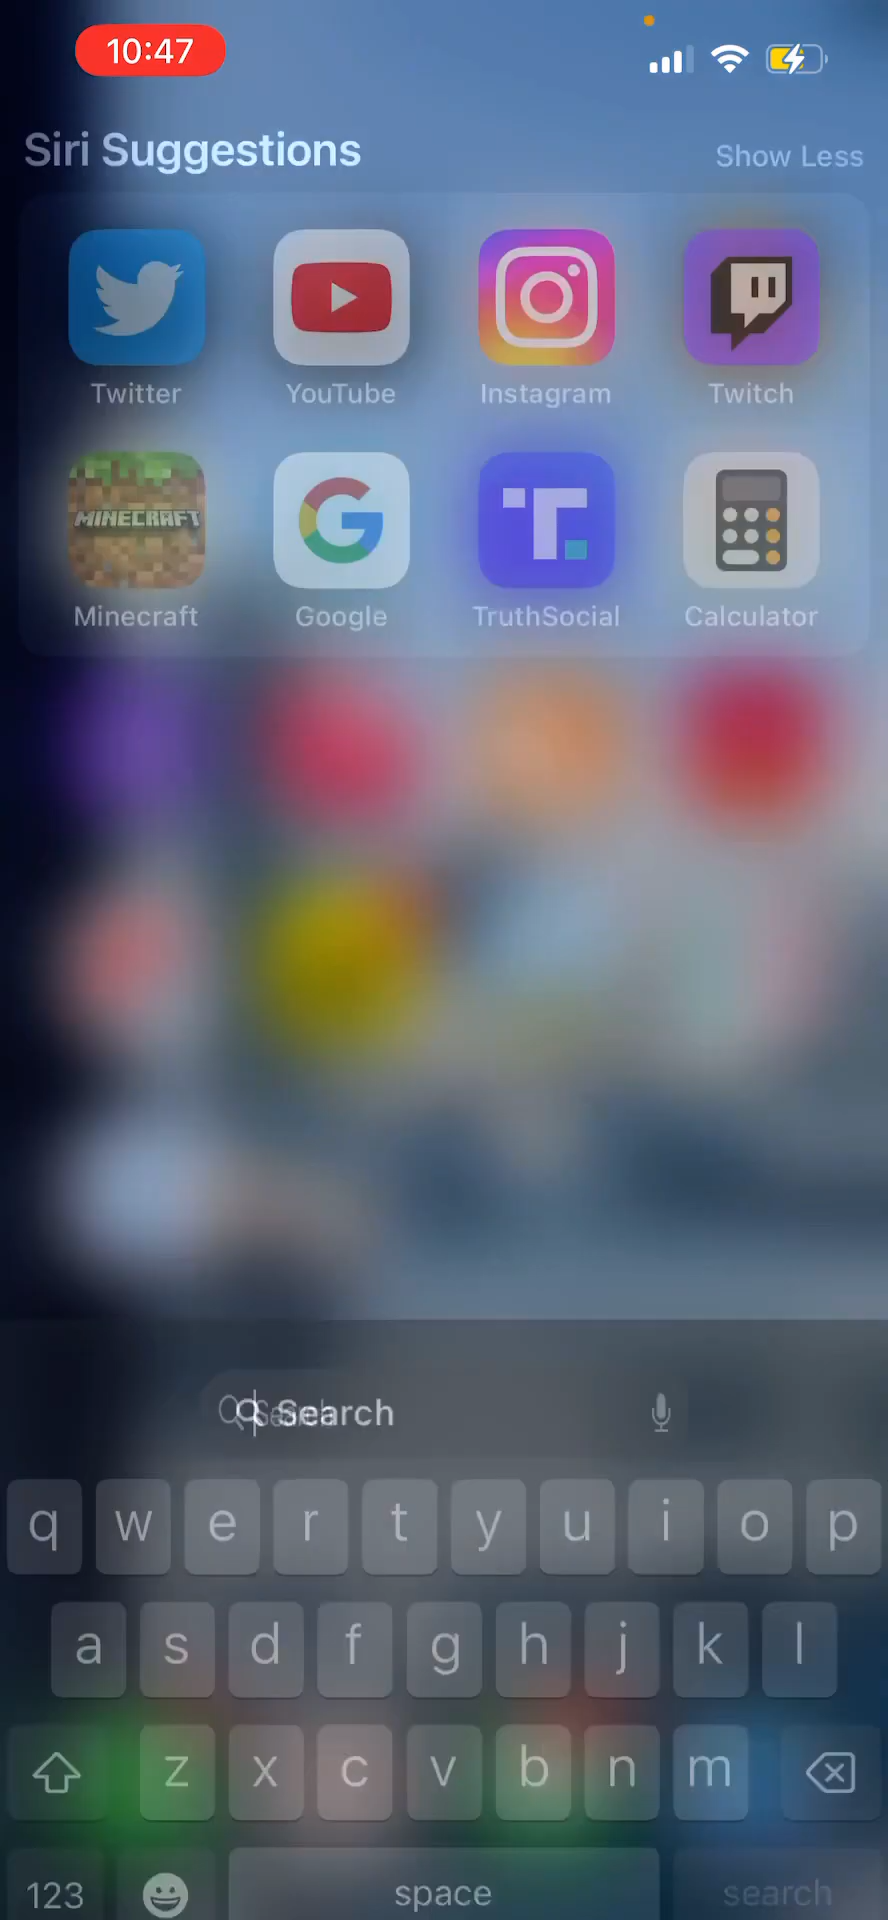 10:47
Siri Suggestions
Show Less
Twitter YouTube Instagram Twitch
MINECRAFT
Minecraft Google TruthSocial Calculator
Search
q w e r t y u i o p
a s d f g h j k l
z x c v b n m
123 space search